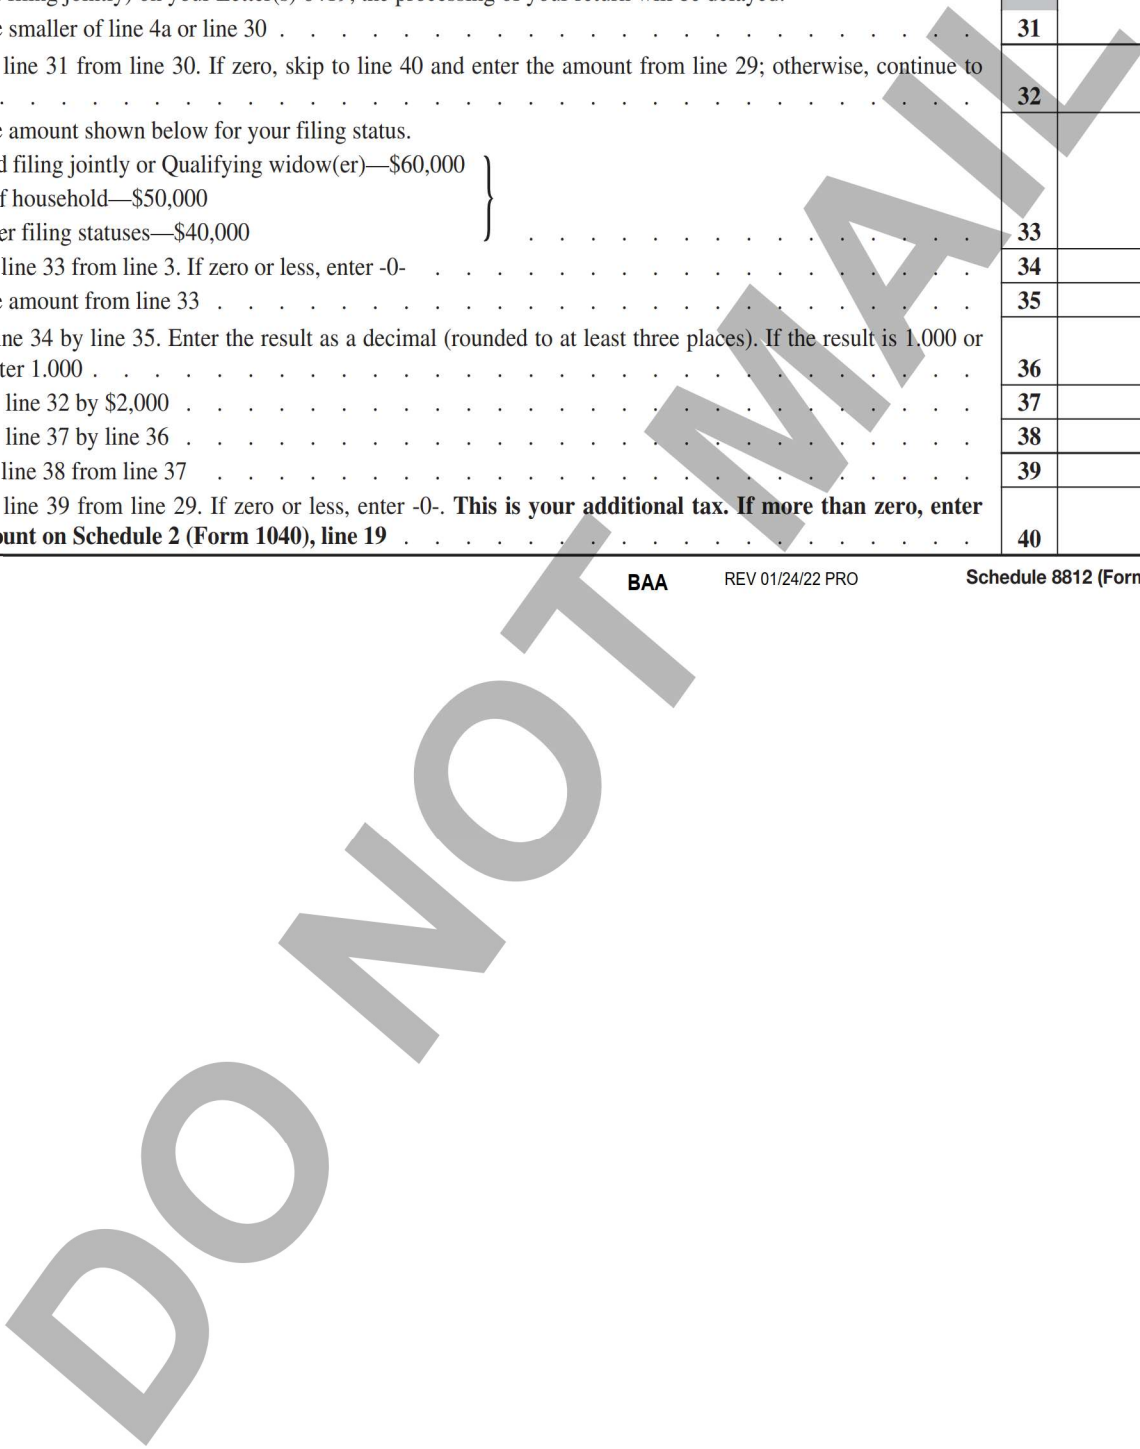 smaller of line 4a or line 30 . . . . . . . . . . . . . . . . . . . . . . . 31
line 31 from line 30. If zero, skip to line 40 and enter the amount from line 29; otherwise, continue to
. . . . . . . . . . . . . . . . . . . . . . . . . . . . . . . . 32
amount shown below for your filing status.
filing jointly or Qualifying widow(er)—$60,000
household—$50,000
filing statuses—$40,000 . . . . . . . . . . . . . . . 33
line 33 from line 3. If zero or less, enter -0- . . . . . . . . . . . . . . . . . . 34
amount from line 33 . . . . . . . . . . . . . . . . . . . . . . . . . 35
line 34 by line 35. Enter the result as a decimal (rounded to at least three places). If the result is 1.000 or
1.000 . . . . . . . . . . . . . . . . . . . . . . . . . . . . . 36
line 32 by $2,000 . . . . . . . . . . . . . . . . . . . . . . . . . . 37
line 37 by line 36 . . . . . . . . . . . . . . . . . . . . . . . . . . 38
line 38 from line 37 . . . . . . . . . . . . . . . . . . . . . . . . . 39
line 39 from line 29. If zero or less, enter -0-. This is your additional tax. If more than zero, enter
on Schedule 2 (Form 1040), line 19 . . . . . . . . . . . . . . . . . . . 40
BAA REV 01/24/22 PRO Schedule 8812 (Form
DO NOT MAIL